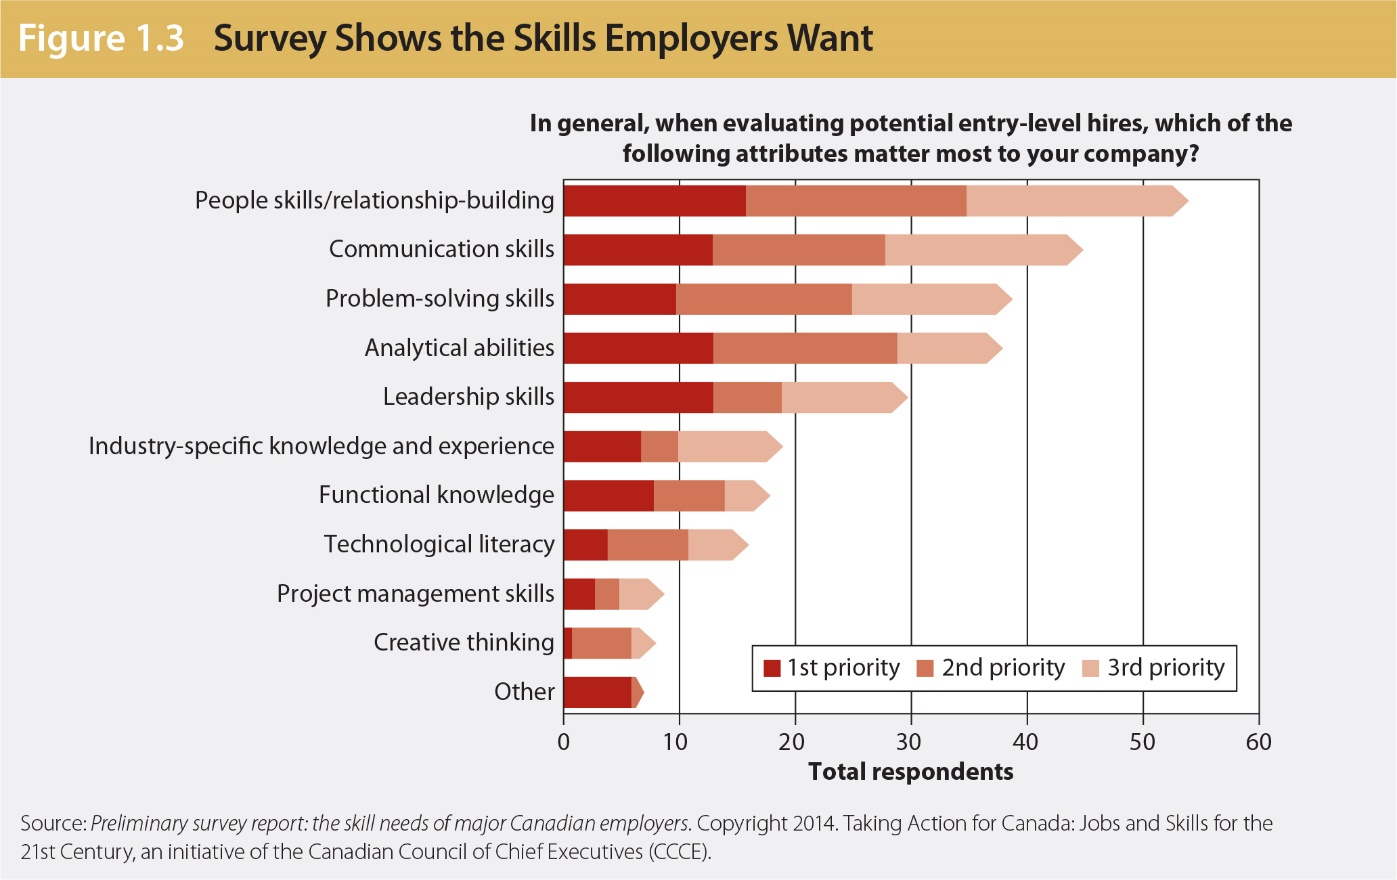 Figure 1.3 Survey Shows the Skills Employers Want
In general, when evaluating potential entry-level hires, which of the
following attributes matter most to your company?
People skills/relationship-building
Communication skills
Problem-solving skills
Analytical abilities
Leadership skills
Industry-specific knowledge and experience
Functional knowledge
Technological literacy
Project management skills
Creative thinking
Other
1st priority 2nd priority 3rd priority
0 10 20 30 40 50 60
Total respondents
Source: Preliminary survey report: the skill needs of major Canadian employers. Copyright 2014. Taking Action for Canada: Jobs and Skills for the
21st Century, an initiative of the Canadian Council of Chief Executives (CCCE).